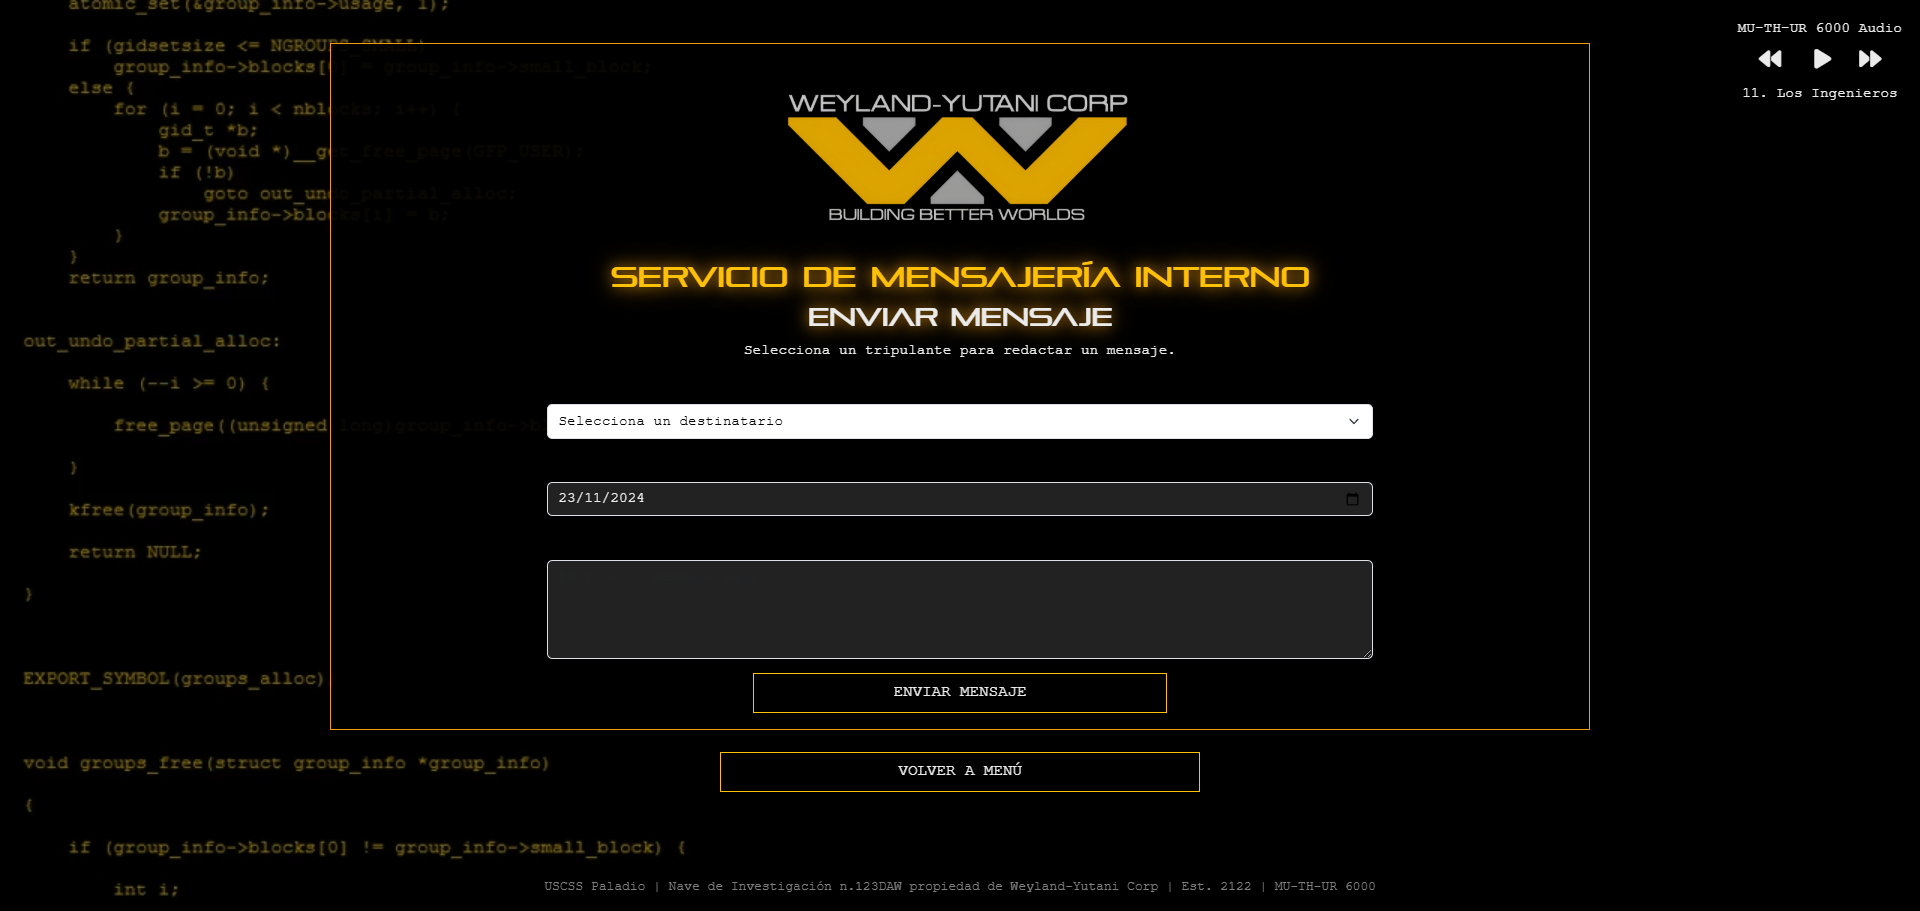 atomic_set(&group_info->usage, 1);
if (gidsetsize <= NGROUPS_SMALL)
group_info->blocks[0] = group_info->small_block;
else {
for (i = 0; i < nblocks; i++) {
gid_t *b;
b = (void *)__get_free_page(GFP_USER);
if (!b)
goto out_undo_partial_alloc;
group_info->blocks[i] = b;
}
}
return group_info;
out_undo_partial_alloc:
while (--i >= 0) {
free_page((unsigned long)group_info->b
}
kfree(group_info);
return NULL;
}
EXPORT_SYMBOL(groups_alloc)
void groups_free(struct group_info *group_info)
{
if (group_info->blocks[0] != group_info->small_block) {
int i;
WEYLAND-YUTANI CORP
BUILDING BETTER WORLDS
SERVICIO DE MENSAJERÍA INTERNO
ENVIAR MENSAJE
Selecciona un tripulante para redactar un mensaje.
Selecciona un destinatario
23/11/2024
ENVIAR MENSAJE
VOLVER A MENÚ
USCSS Paladio | Nave de Investigación n.123DAW propiedad de Weyland-Yutani Corp | Est. 2122 | MU-TH-UR 6000
MU-TH-UR 6000 Audio
11. Los Ingenieros